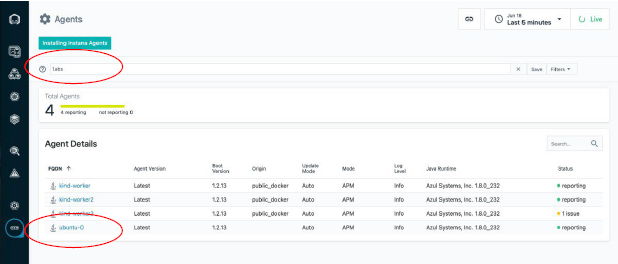 Agents
Jun 18
Last 5 minutes
Live
Installing Instana Agents
Save
Filters
Total Agents
4
4 reporting
not reporting 0
Agent Details
Search...
FQDN ↑ Agent Version Boot Version Origin Update Mode Mode Log Level Java Runtime Status
kind-worker Latest 1.2.13 public_docker Auto APM Info Azul Systems, Inc. 1.8.0_232 reporting
kind-worker2 Latest 1.2.13 public_docker Auto APM Info Azul Systems, Inc. 1.8.0_232 reporting
kind-worker3 Latest 1.2.13 public_docker Auto APM Info Azul Systems, Inc. 1.8.0_232 1 issue
ubuntu-0 Latest 1.2.13 Auto APM Info Azul Systems, Inc. 1.8.0_232 reporting